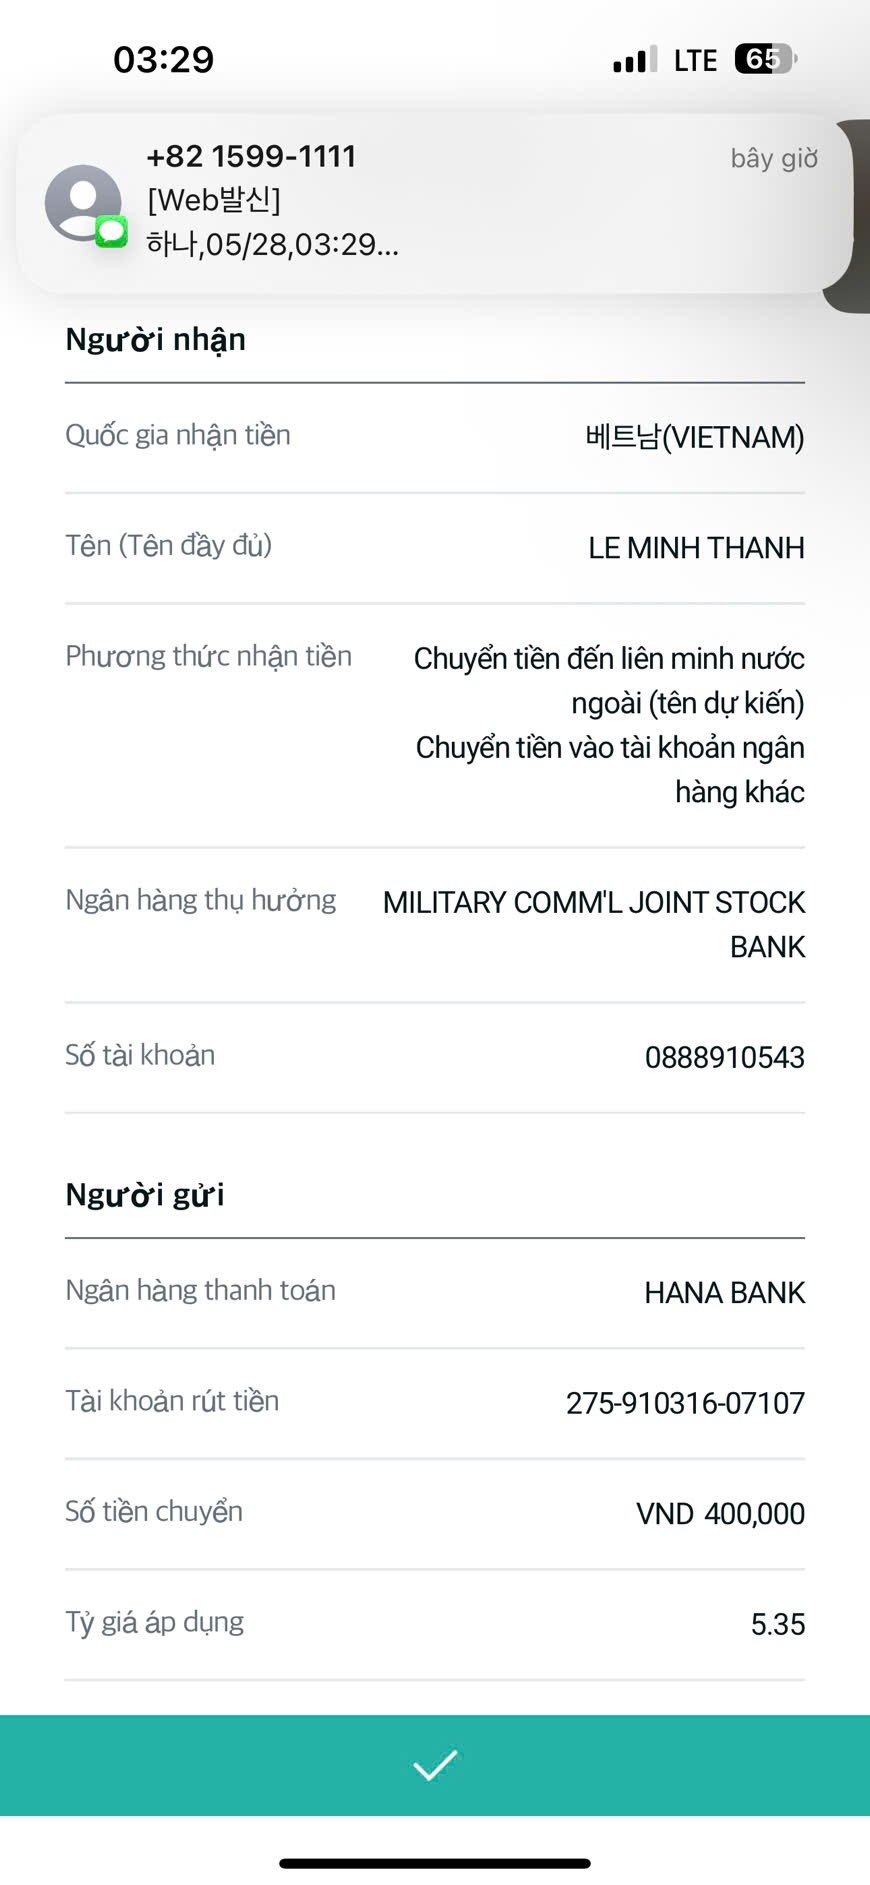 03:29
LTE 65
+82 1599-1111
bây giờ
[Web발신]
하나,05/28,03:29...
Người nhận
Quốc gia nhận tiền 베트남(VIETNAM)
Tên (Tên đầy đủ) LE MINH THANH
Phương thức nhận tiền Chuyển tiền đến liên minh nước
ngoài (tên dự kiến)
Chuyển tiền vào tài khoản ngân
hàng khác
Ngân hàng thụ hưởng MILITARY COMM'L JOINT STOCK
BANK
Số tài khoản 0888910543
Người gửi
Ngân hàng thanh toán HANA BANK
Tài khoản rút tiền 275-910316-07107
Số tiền chuyển VND 400,000
Tỷ giá áp dụng 5.35